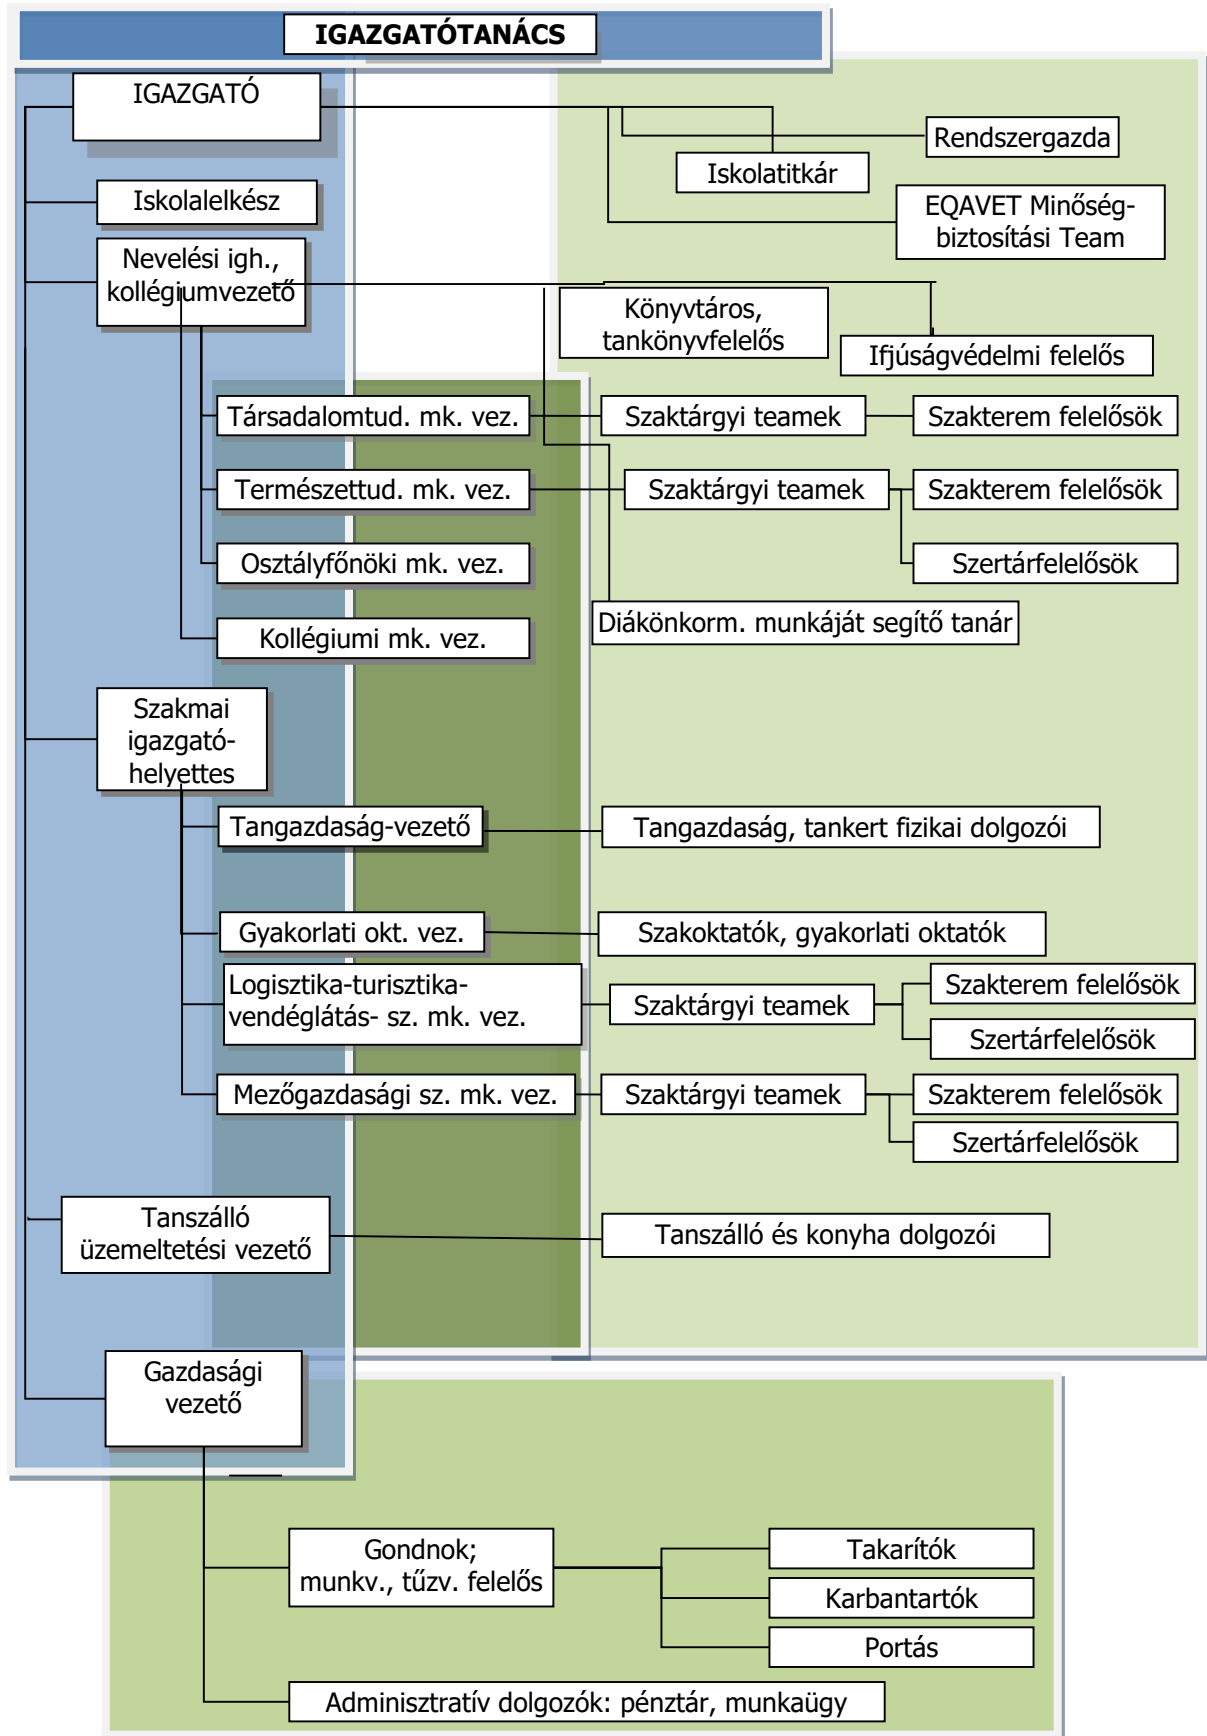 IGAZGATÓTANÁCS
IGAZGATÓ
Rendszergazda
Iskolatitkár
Iskolalelkész
EQAVET Minőség-
biztosítási Team
Nevelési igh.,
kollégiumvezető
Könyvtáros,
tankönyvfelelős
Ifjúságvédelmi felelős
Társadalomtud. mk. vez.
Szaktárgyi teamek
Szakterem felelősök
Természettud. mk. vez.
Szaktárgyi teamek
Szakterem felelősök
Osztályfőnöki mk. vez.
Szertárfelelősök
Kollégiumi mk. vez.
Diákönkorm. munkáját segítő tanár
Szakmai
igazgató-
helyettes
Tangazdaság-vezető
Tangazdaság, tankert fizikai dolgozói
Gyakorlati okt. vez.
Szakoktatók, gyakorlati oktatók
Logisztika-turisztika-
vendéglátás- sz. mk. vez.
Szaktárgyi teamek
Szakterem felelősök
Szertárfelelősök
Mezőgazdasági sz. mk. vez.
Szaktárgyi teamek
Szakterem felelősök
Szertárfelelősök
Tanszálló
üzemeltetési vezető
Tanszálló és konyha dolgozói
Gazdasági
vezető
Gondnok;
munkv., tűzv. felelős
Takarítók
Karbantartók
Portás
Adminisztratív dolgozók: pénztár, munkaügy